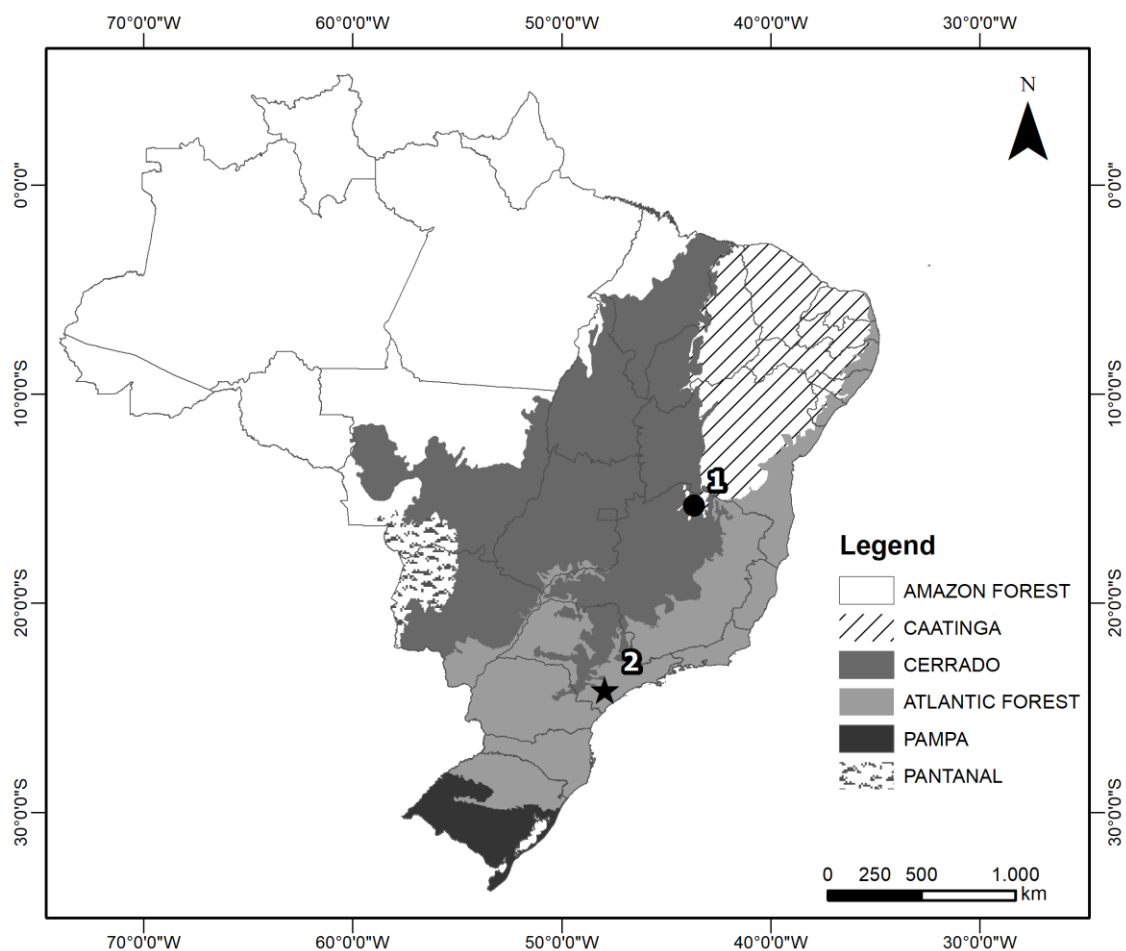 70°0'0"W 60°0'0"W 50°0'0"W 40°0'0"W 30°0'0"W
N
0°0'0" 0°0'0"
10°0'0"S 10°0'0"S
1
Legend
AMAZON FOREST
20°0'0"S 20°0'0"S
CAATINGA
2
CERRADO
ATLANTIC FOREST
PAMPA
PANTANAL
30°0'0"S 30°0'0"S
0 250 500 1.000
km
70°0'0"W 60°0'0"W 50°0'0"W 40°0'0"W 30°0'0"W